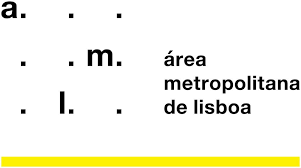 a. . .
. . m. área
metropolitana
. l. . de lisboa